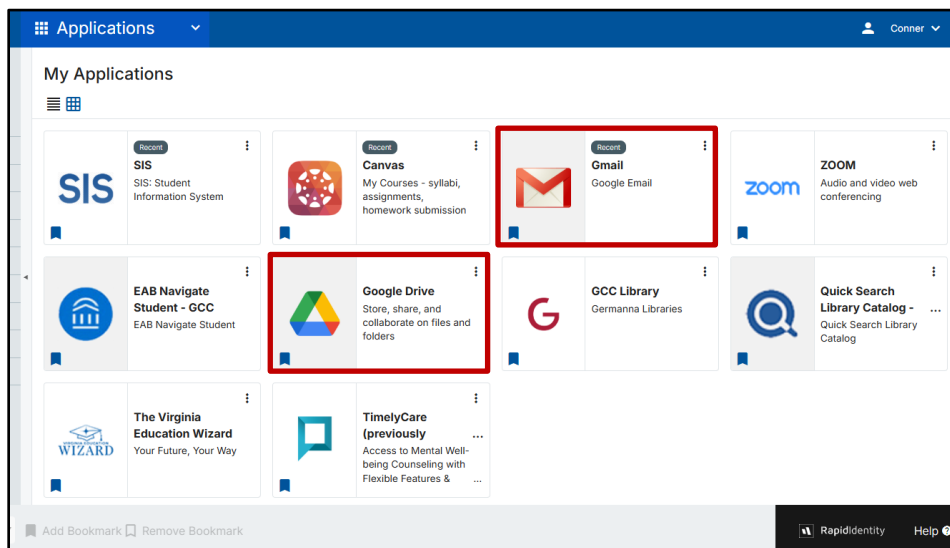 Applications
Conner
My Applications
Recent
SIS
SIS
SIS: Student
Information System
Recent
Canvas
My Courses - syllabi,
assignments,
homework submission
Recent
Gmail
Google Email
zoom
ZOOM
Audio and video web
conferencing
EAB Navigate
Student - GCC
EAB Navigate Student
Google Drive
Store, share, and
collaborate on files and
folders
G
GCC Library
Germanna Libraries
Quick Search
Library Catalog - ...
Quick Search Library
Catalog
VIRGINIA EDUCATION
WIZARD
The Virginia
Education Wizard
Your Future, Your Way
TimelyCare
(previously ...
Access to Mental Well-
being Counseling with
Flexible Features & ...
Add Bookmark Remove Bookmark
RapidIdentity Help